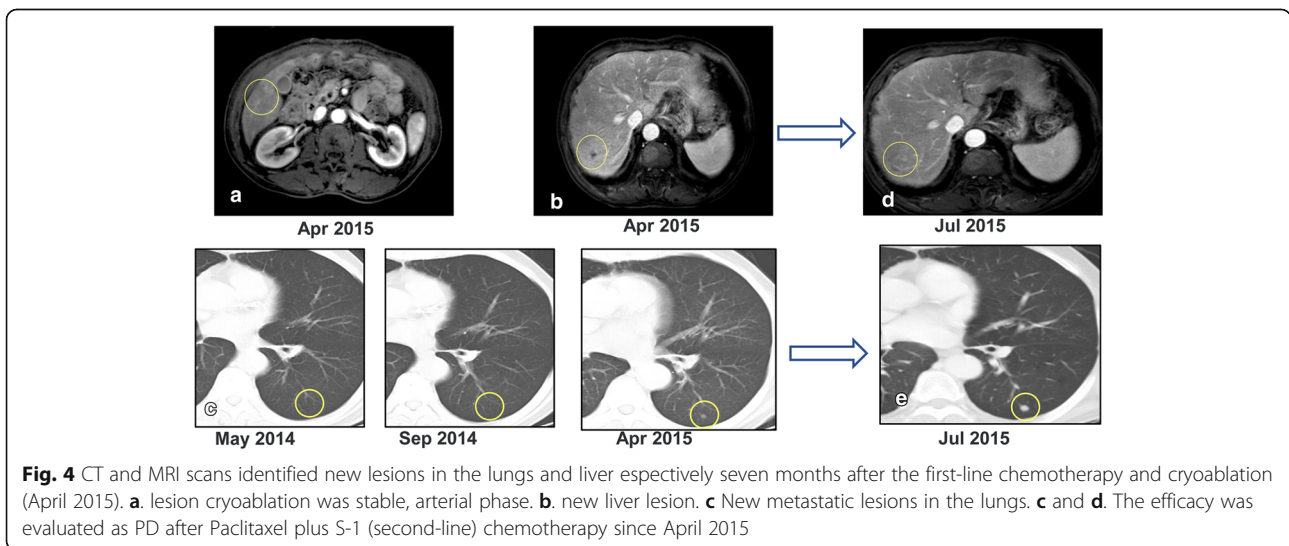 a
b
d
Apr 2015
Apr 2015
Jul 2015
c
e
May 2014
Sep 2014
Apr 2015
Jul 2015
Fig. 4 CT and MRI scans identified new lesions in the lungs and liver espectively seven months after the first-line chemotherapy and cryoablation
(April 2015). a. lesion cryoablation was stable, arterial phase. b. new liver lesion. c New metastatic lesions in the lungs. c and d. The efficacy was
evaluated as PD after Paclitaxel plus S-1 (second-line) chemotherapy since April 2015